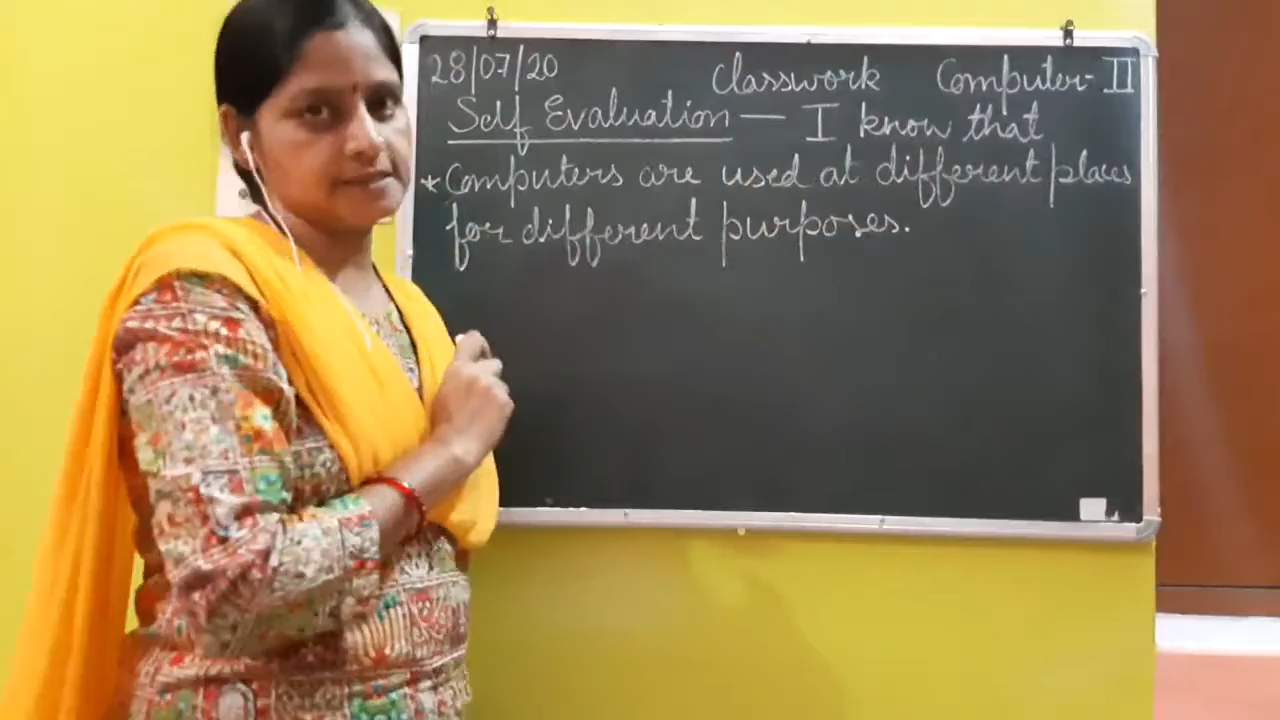 28/07/20 Classwork Computer-II
Self Evaluation — I know that
*Computers are used at different places
for different purposes.